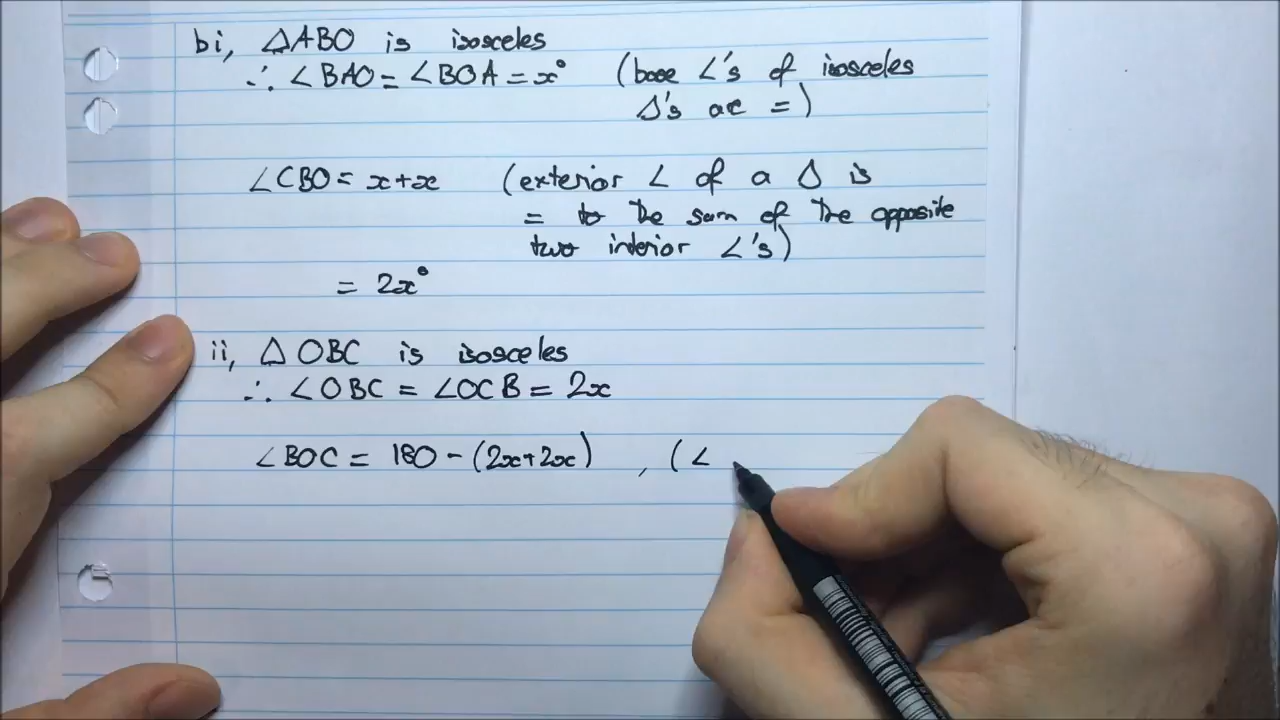 bi, △ABO is isosceles
∴ ∠BAO = ∠BOA = x° (base ∠'s of isosceles
△'s are =)
∠CBO = x+x (exterior ∠ of a △ is
= to the sum of the opposite
two interior ∠'s)
= 2x°
ii, △OBC is isosceles
∴ ∠OBC = ∠OCB = 2x
∠BOC = 180 - (2x+2x) , (∠